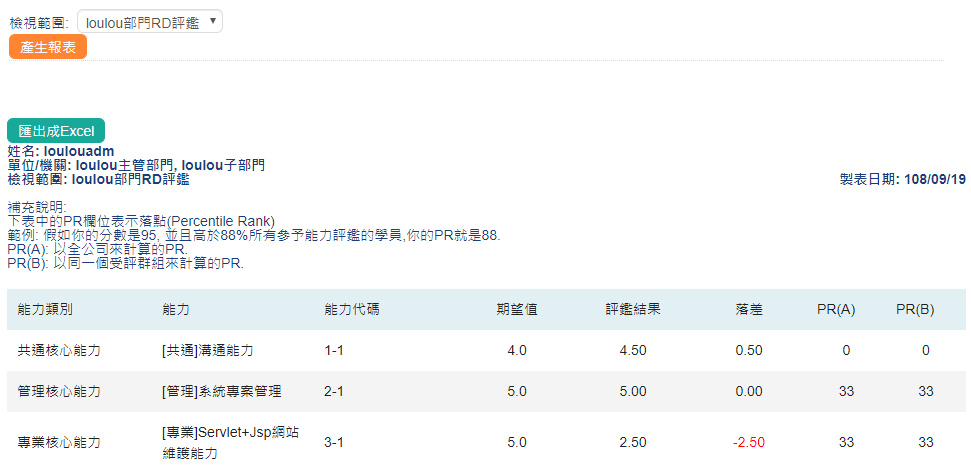 檢視範圍: loulou部門RD評鑑
產生報表
匯出成Excel
姓名: loulouadm
單位/機關: loulou主管部門, loulou子部門
檢視範圍: loulou部門RD評鑑 製表日期: 108/09/19
補充說明:
下表中的PR欄位表示落點(Percentile Rank)
範例: 假如你的分數是95, 並且高於88%所有參予能力評鑑的學員,你的PR就是88.
PR(A): 以全公司來計算的PR.
PR(B): 以同一個受評群組來計算的PR.
能力類別 能力 能力代碼 期望值 評鑑結果 落差 PR(A) PR(B)
共通核心能力 [共通]溝通能力 1-1 4.0 4.50 0.50 0 0
管理核心能力 [管理]系統專案管理 2-1 5.0 5.00 0.00 33 33
專業核心能力 [專業]Servlet+Jsp網站 3-1 5.0 2.50 -2.50 33 33
維護能力